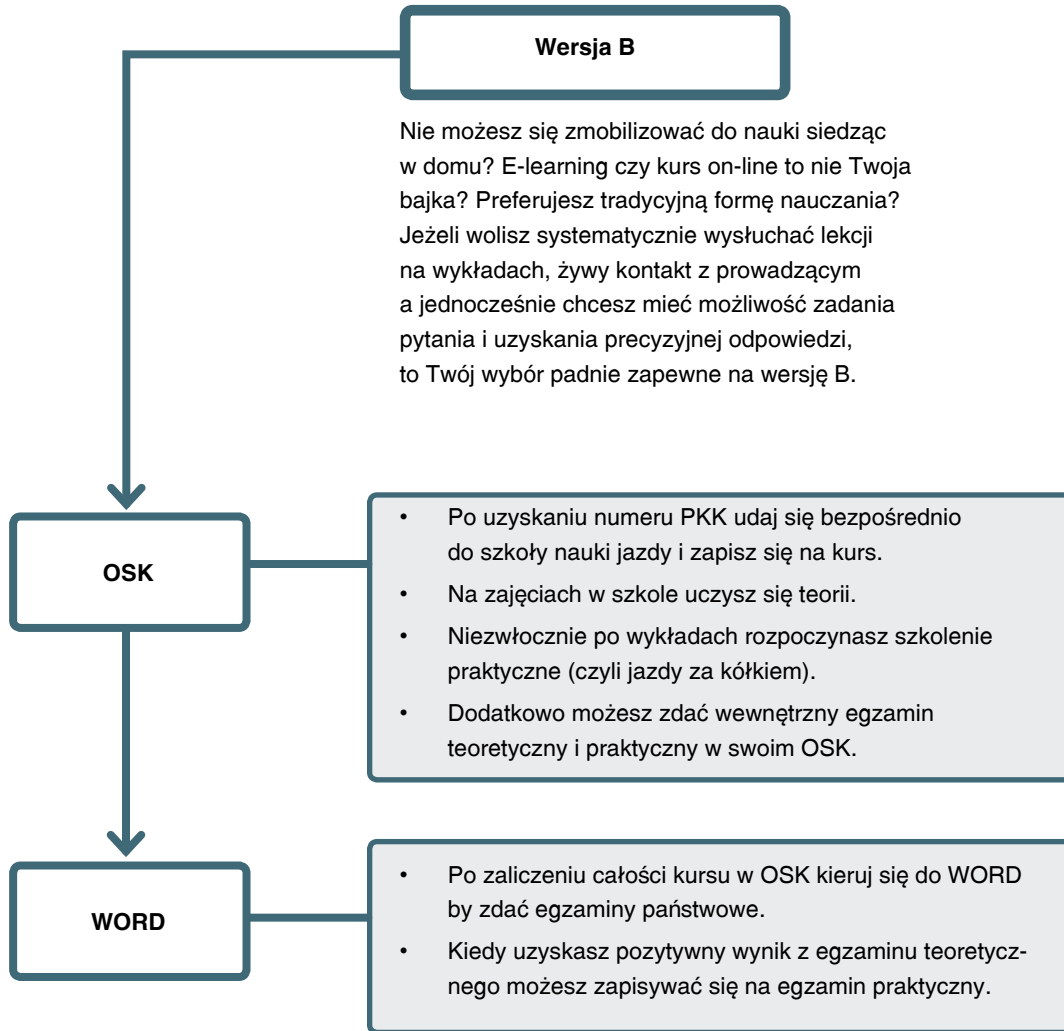 Wersja B
Nie możesz się zmobilizować do nauki siedząc
w domu? E-learning czy kurs on-line to nie Twoja
bajka? Preferujesz tradycyjną formę nauczania?
Jeżeli wolisz systematycznie wysłuchać lekcji
na wykładach, żywy kontakt z prowadzącym
a jednocześnie chcesz mieć możliwość zadania
pytania i uzyskania precyzyjnej odpowiedzi,
to Twój wybór padnie zapewne na wersję B.
OSK
• Po uzyskaniu numeru PKK udaj się bezpośrednio
do szkoły nauki jazdy i zapisz się na kurs.
• Na zajęciach w szkole uczysz się teorii.
• Niezwłocznie po wykładach rozpoczynasz szkolenie
praktyczne (czyli jazdy za kółkiem).
• Dodatkowo możesz zdać wewnętrzny egzamin
teoretyczny i praktyczny w swoim OSK.
WORD
• Po zaliczeniu całości kursu w OSK kieruj się do WORD
by zdać egzaminy państwowe.
• Kiedy uzyskasz pozytywny wynik z egzaminu teoretycz-
nego możesz zapisywać się na egzamin praktyczny.